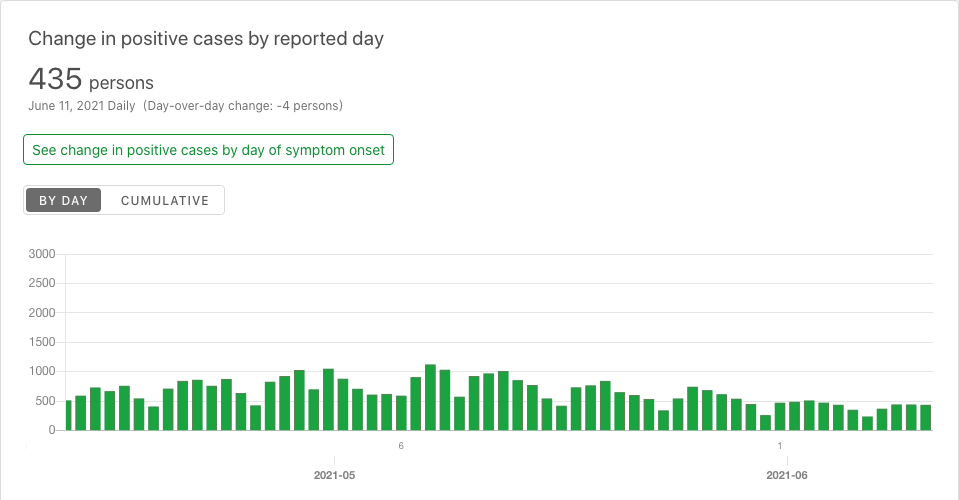 Change in positive cases by reported day
435 persons
June 11, 2021 Daily (Day-over-day change: -4 persons)
See change in positive cases by day of symptom onset
BY DAY CUMULATIVE
3000
2500
2000
1500
1000
500
0
6 1
2021-05 2021-06